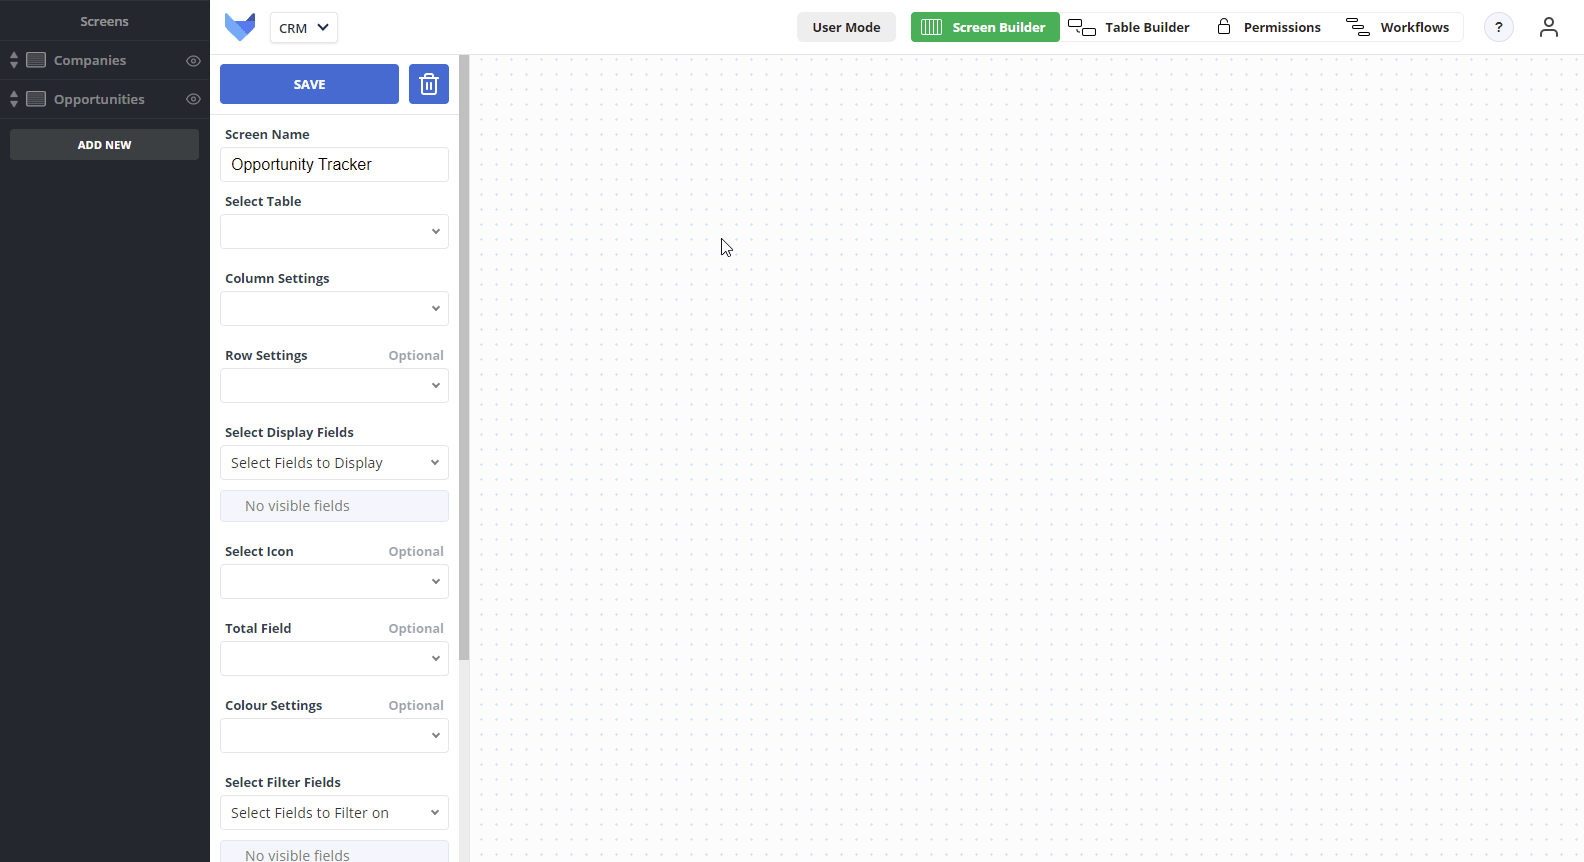 Screens
Companies
Opportunities
ADD NEW
CRM
User Mode
Screen Builder
Table Builder
Permissions
Workflows
?
SAVE
Screen Name
Opportunity Tracker
Select Table
Column Settings
Row Settings Optional
Select Display Fields
Select Fields to Display
No visible fields
Select Icon Optional
Total Field Optional
Colour Settings Optional
Select Filter Fields
Select Fields to Filter on
No visible fields